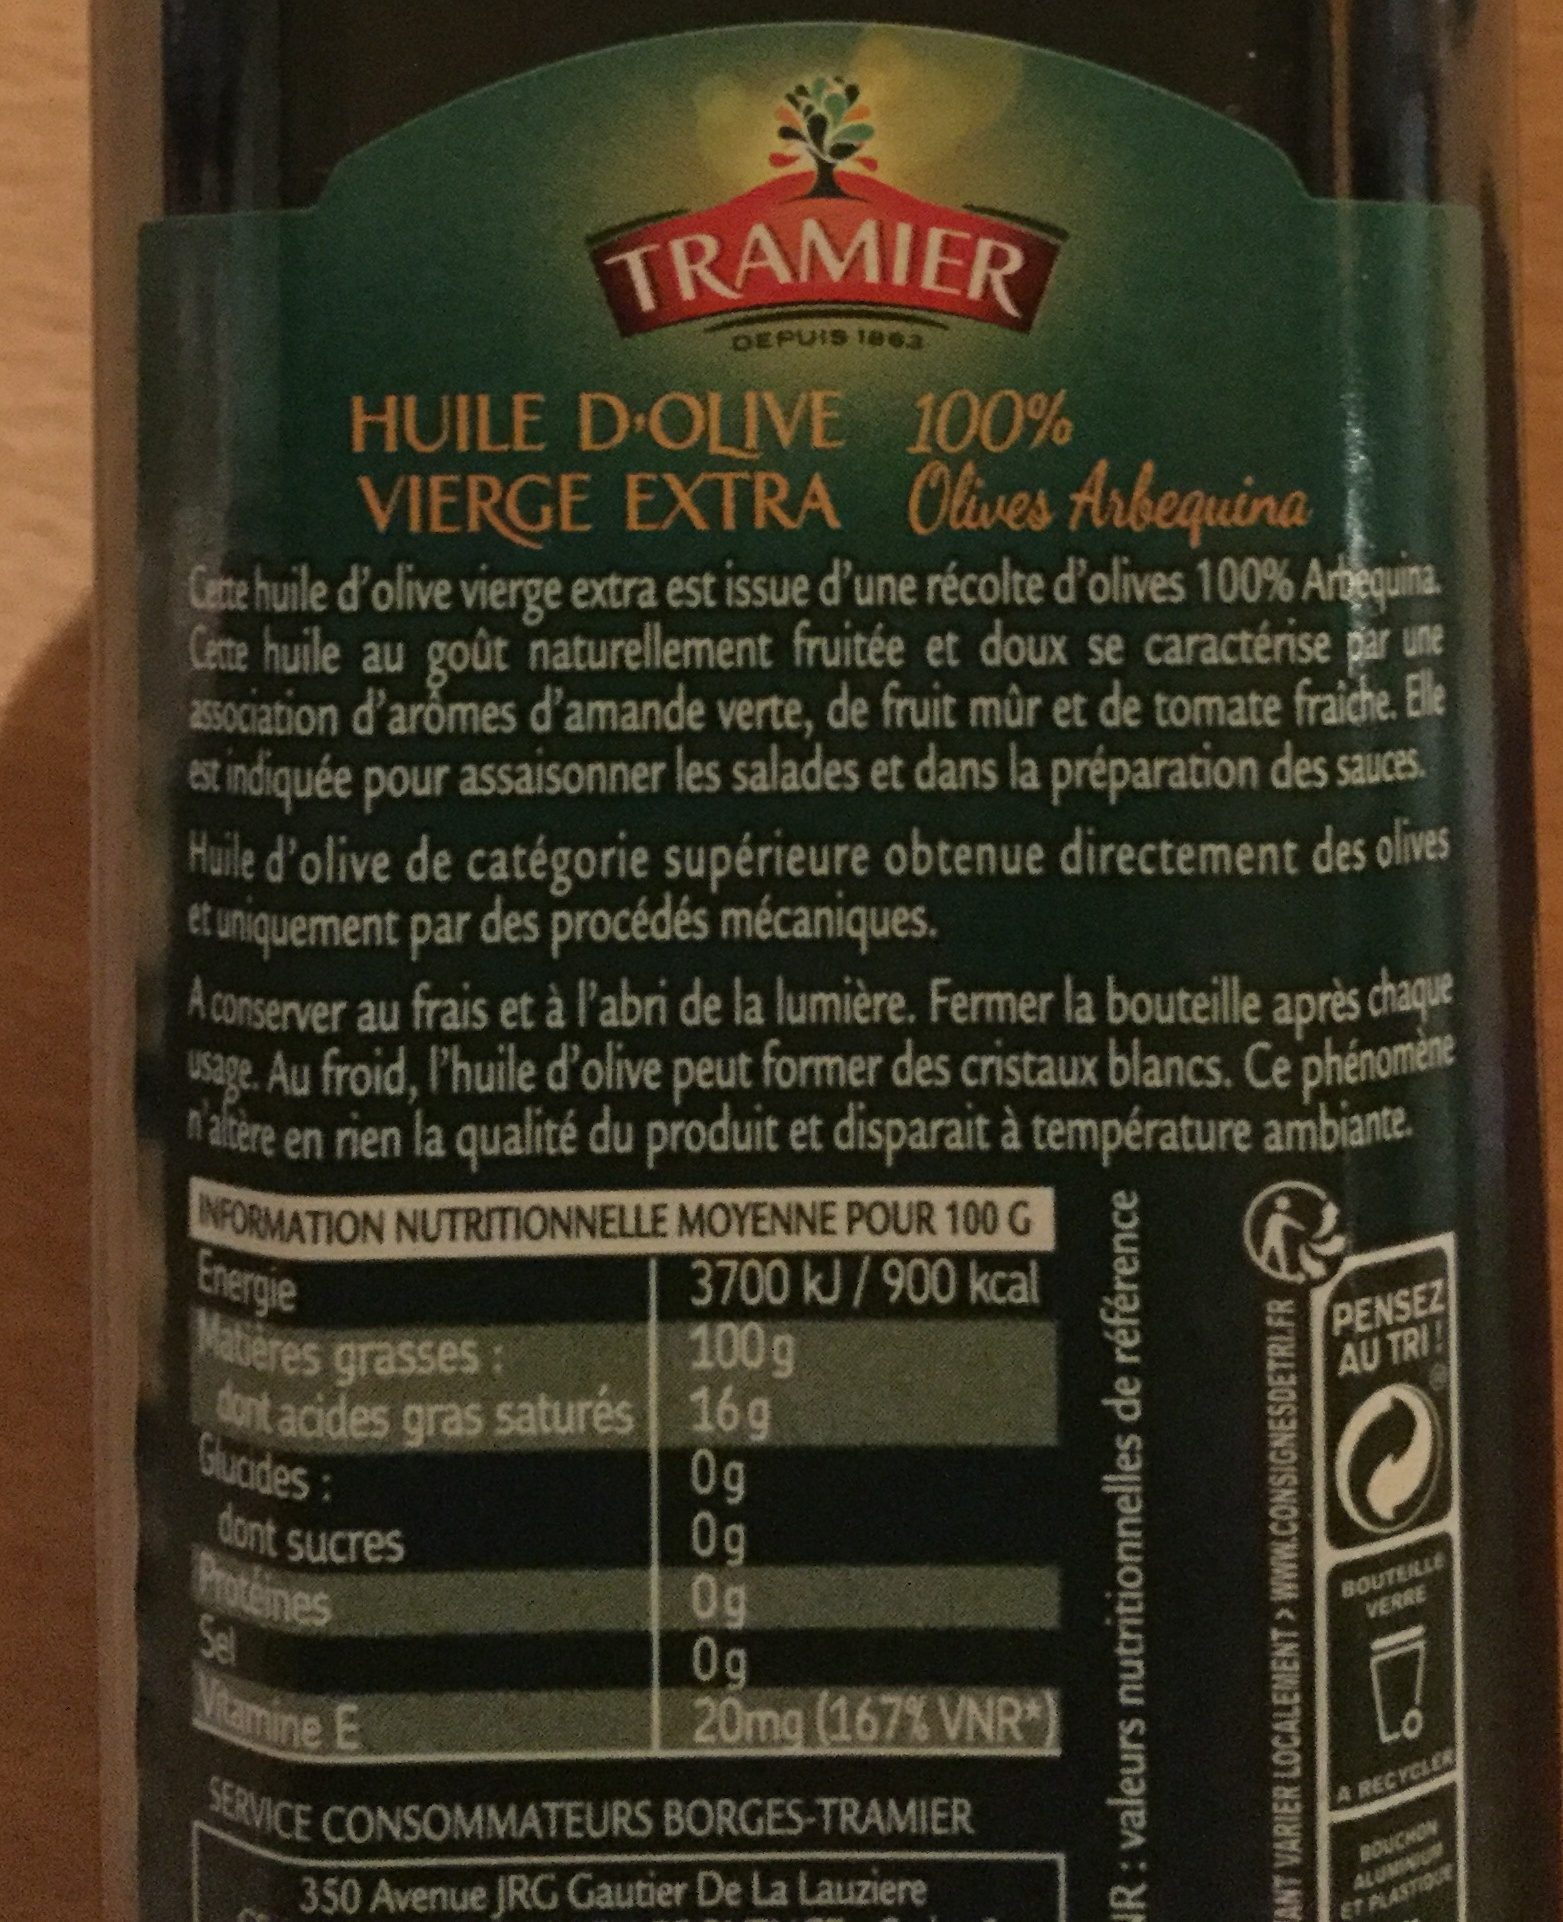 TRAMIER
DEPUIS 1863
HUILE D'OLIVE 100%
VIERGE EXTRA Olives Arbequina
Cette huile d'olive vierge extra est issue d'une récolte d'olives 100% Arbequina.
Cette huile au goût naturellement fruitée et doux se caractérise par une
association d'arômes d'amande verte, de fruit mûr et de tomate fraîche. Elle
est indiquée pour assaisonner les salades et dans la préparation des sauces.
Huile d'olive de catégorie supérieure obtenue directement des olives
et uniquement par des procédés mécaniques.
A conserver au frais et à l'abri de la lumière. Fermer la bouteille après chaque
usage. Au froid, l'huile d'olive peut former des cristaux blancs. Ce phénomène
n'altère en rien la qualité du produit et disparait à température ambiante.
INFORMATION NUTRITIONNELLE MOYENNE POUR 100 G
Energie 3700 kJ / 900 kcal
Matières grasses : 100 g
dont acides gras saturés 16 g
Glucides : 0 g
dont sucres 0 g
Protéines 0 g
Sel 0 g
Vitamine E 20mg (167% VNR*)
SERVICE CONSOMMATEURS BORGES-TRAMIER
350 Avenue JRG Gautier De La Lauziere
: valeurs nutritionnelles de référence
VARIER LOCALEMENT > WWW.CONSIGNESDETRI.FR
PENSEZ
AU TRI !
BOUTEILLE
VERRE
A RECYCLER
BOUCHON
ALUMINIUM
ET PLASTIQUE